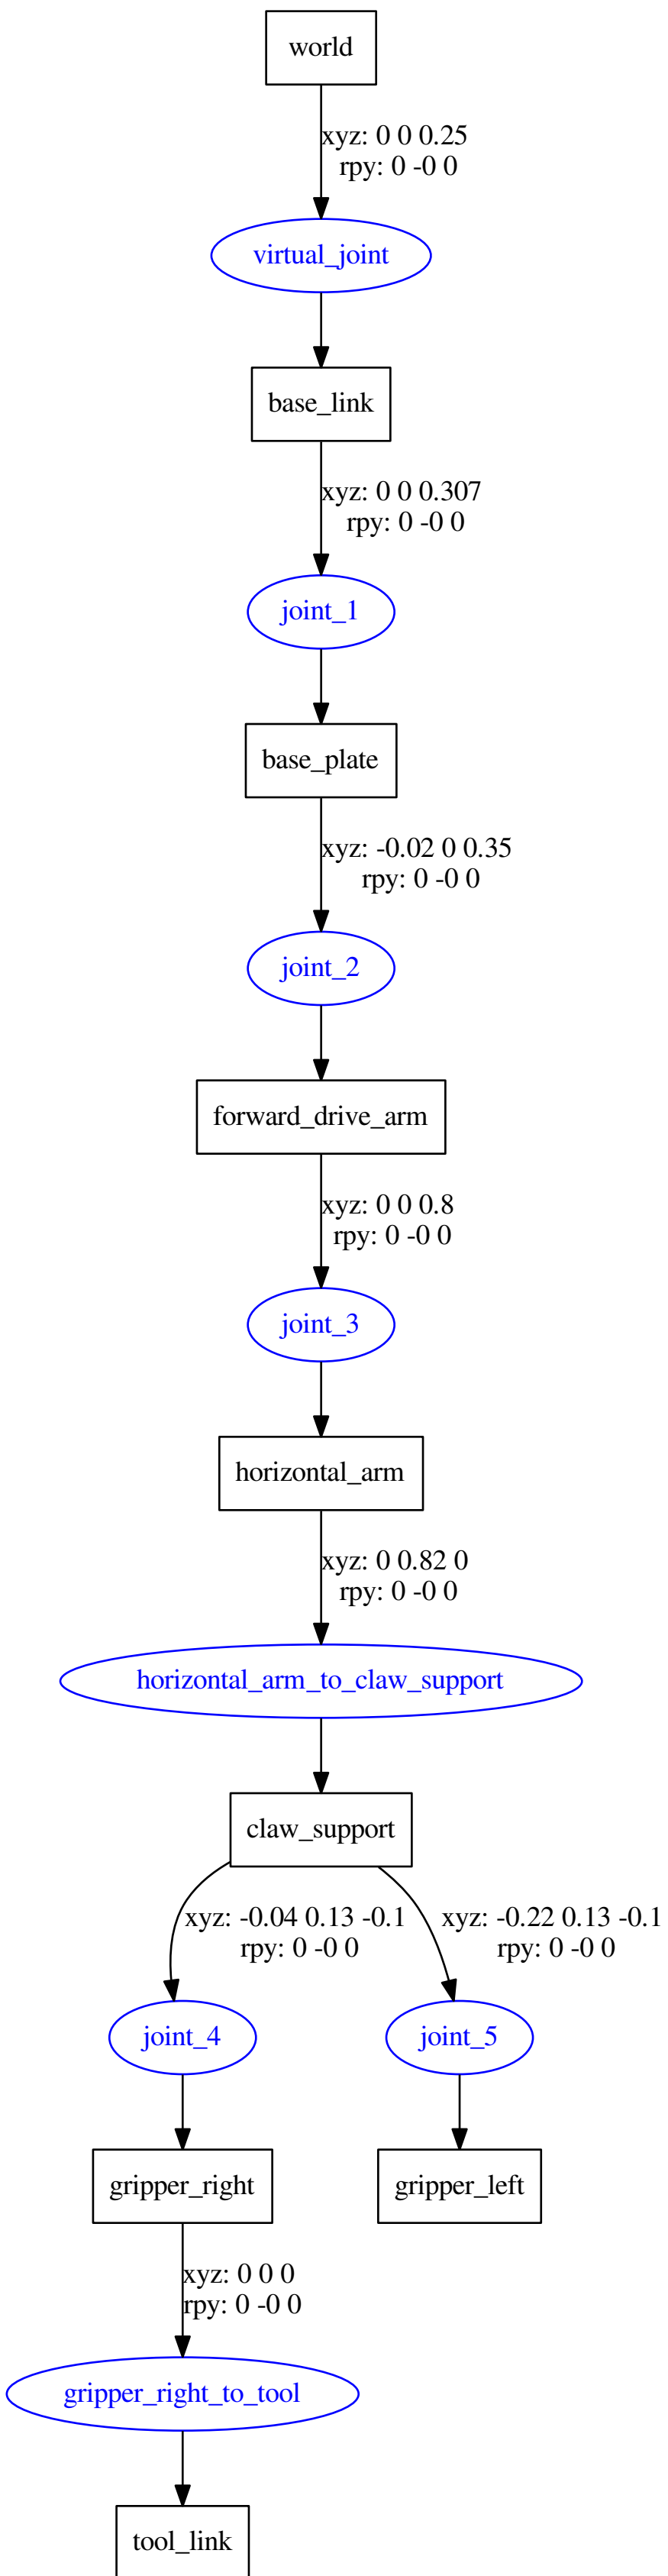 world
xyz: 0 0 0.25
rpy: 0 -0 0
virtual_joint
base_link
xyz: 0 0 0.307
rpy: 0 -0 0
joint_1
base_plate
xyz: -0.02 0 0.35
rpy: 0 -0 0
joint_2
forward_drive_arm
xyz: 0 0 0.8
rpy: 0 -0 0
joint_3
horizontal_arm
xyz: 0 0.82 0
rpy: 0 -0 0
horizontal_arm_to_claw_support
claw_support
xyz: -0.04 0.13 -0.1
rpy: 0 -0 0
xyz: -0.22 0.13 -0.1
rpy: 0 -0 0
joint_4
joint_5
gripper_right
gripper_left
xyz: 0 0 0
rpy: 0 -0 0
gripper_right_to_tool
tool_link